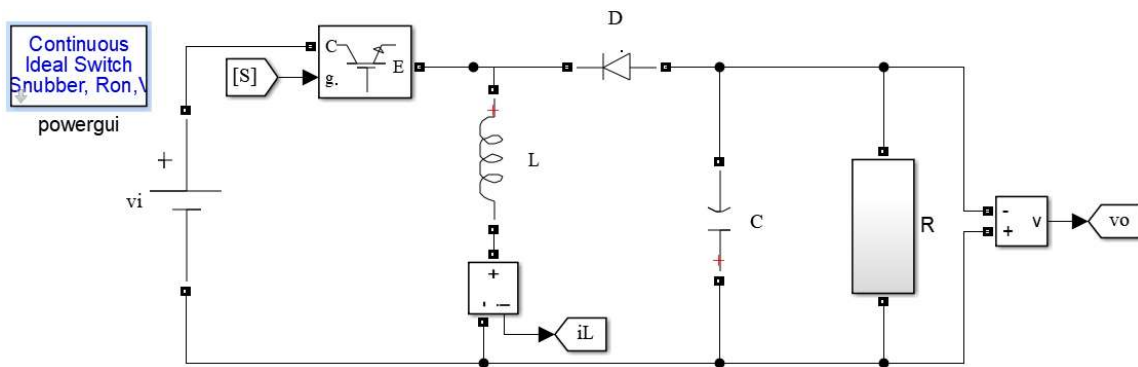 Continuous
Ideal Switch
Snubber, Ron,V
powergui
[S]
C
g.
E
D
+
vi
L
+
-
i
iL
C
R
-
+
v
vo